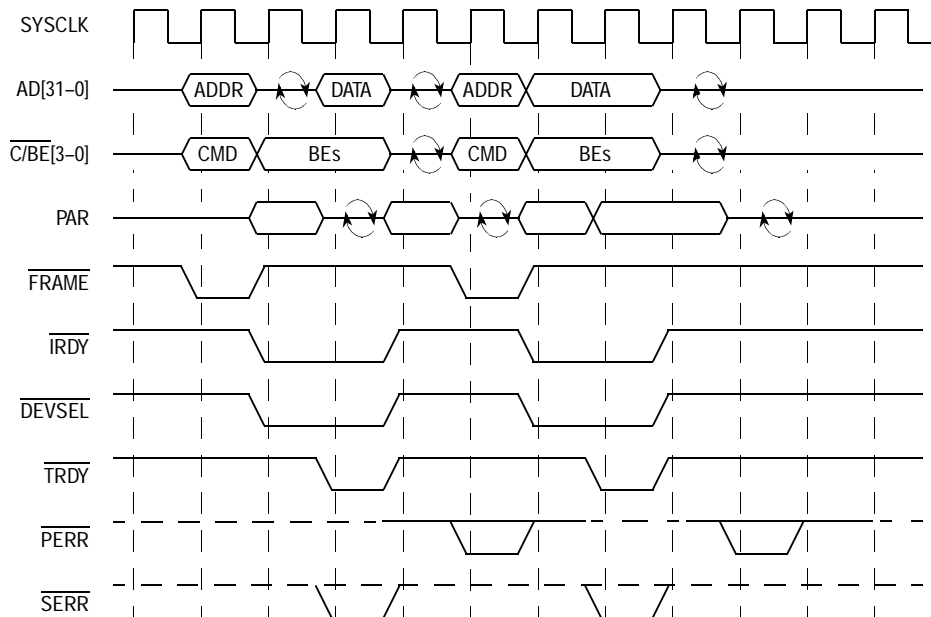 SYSCLK
AD[31–0] ADDR DATA ADDR DATA
C/BE[3–0] CMD BEs CMD BEs
PAR
FRAME
IRDY
DEVSEL
TRDY
PERR
SERR